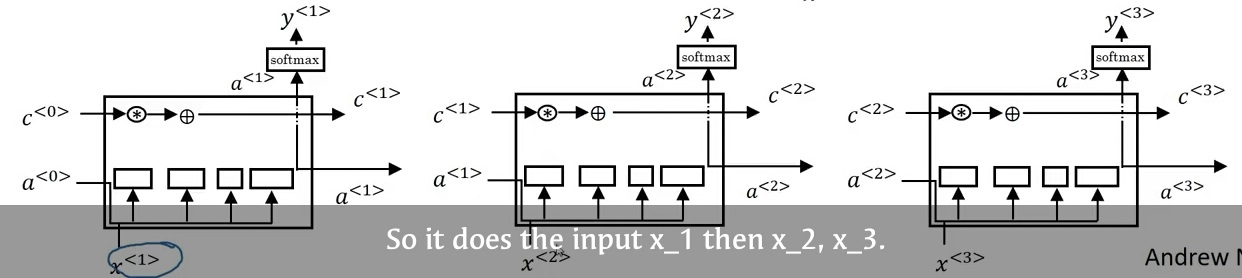 y<1> y<2> y<3>
softmax softmax softmax
a<1> a<2> a<3>
c<0> c<1> c<1> c<2> c<2> c<3>
a<0> a<1> a<1> a<2> a<2> a<3>
So it does the input x_1 then x_2, x_3.
x<1> x<2> x<3> Andrew N